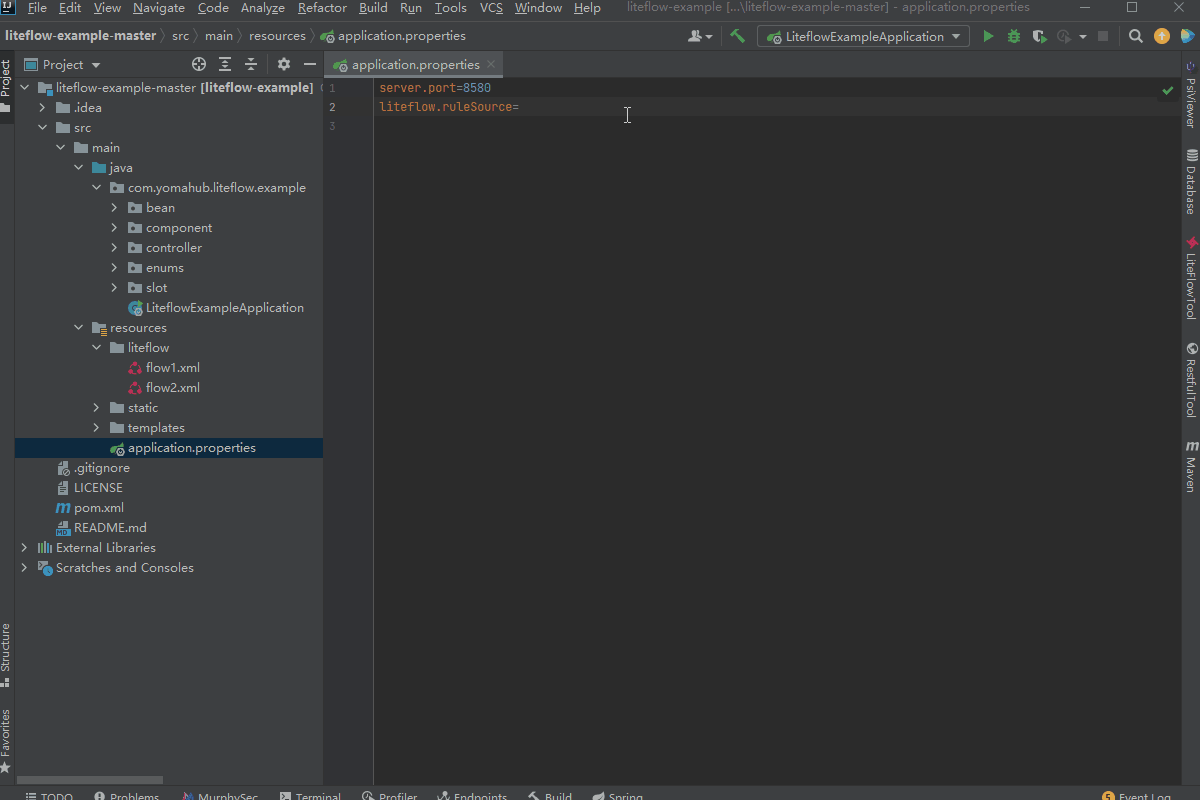 File Edit View Navigate Code Analyze Refactor Build Run Tools VCS Window Help liteflow-example [...\liteflow-example-master] - application.properties
liteflow-example-master src main resources application.properties LiteflowExampleApplication
Project
Project
application.properties
liteflow-example-master [liteflow-example]
.idea
src
main
java
com.yomahub.liteflow.example
bean
component
controller
enums
slot
LiteflowExampleApplication
resources
liteflow
flow1.xml
flow2.xml
static
templates
application.properties
.gitignore
LICENSE
pom.xml
README.md
External Libraries
Scratches and Consoles
1 server.port=8580
2 liteflow.ruleSource=
3
PsiViewer
Database
LiteFlowTool
RestfulTool
Maven
Structure
Favorites
TODO Problems MurphySec Terminal Profiler Endpoints Build Spring 5 Event Log